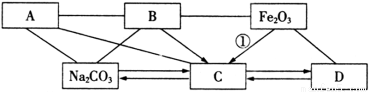 A B Fe₂O₃
①
Na₂CO₃ C D